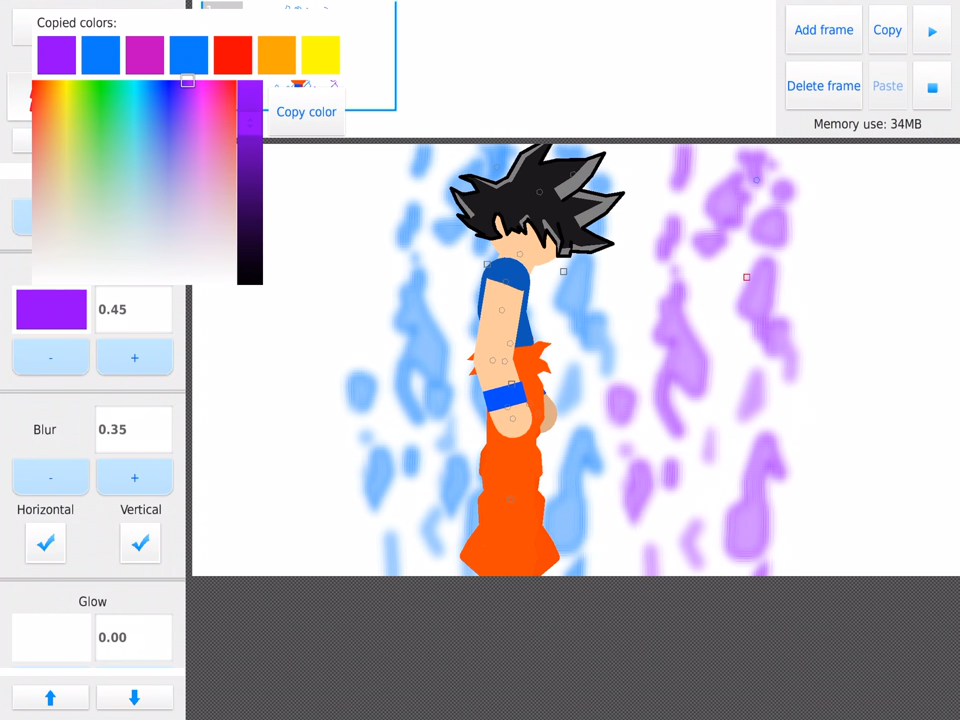 Copied colors:
Copy color
Add frame
Copy
Delete frame
Paste
Memory use: 34MB
0.45
-
+
Blur
0.35
-
+
Horizontal
Vertical
Glow
0.00